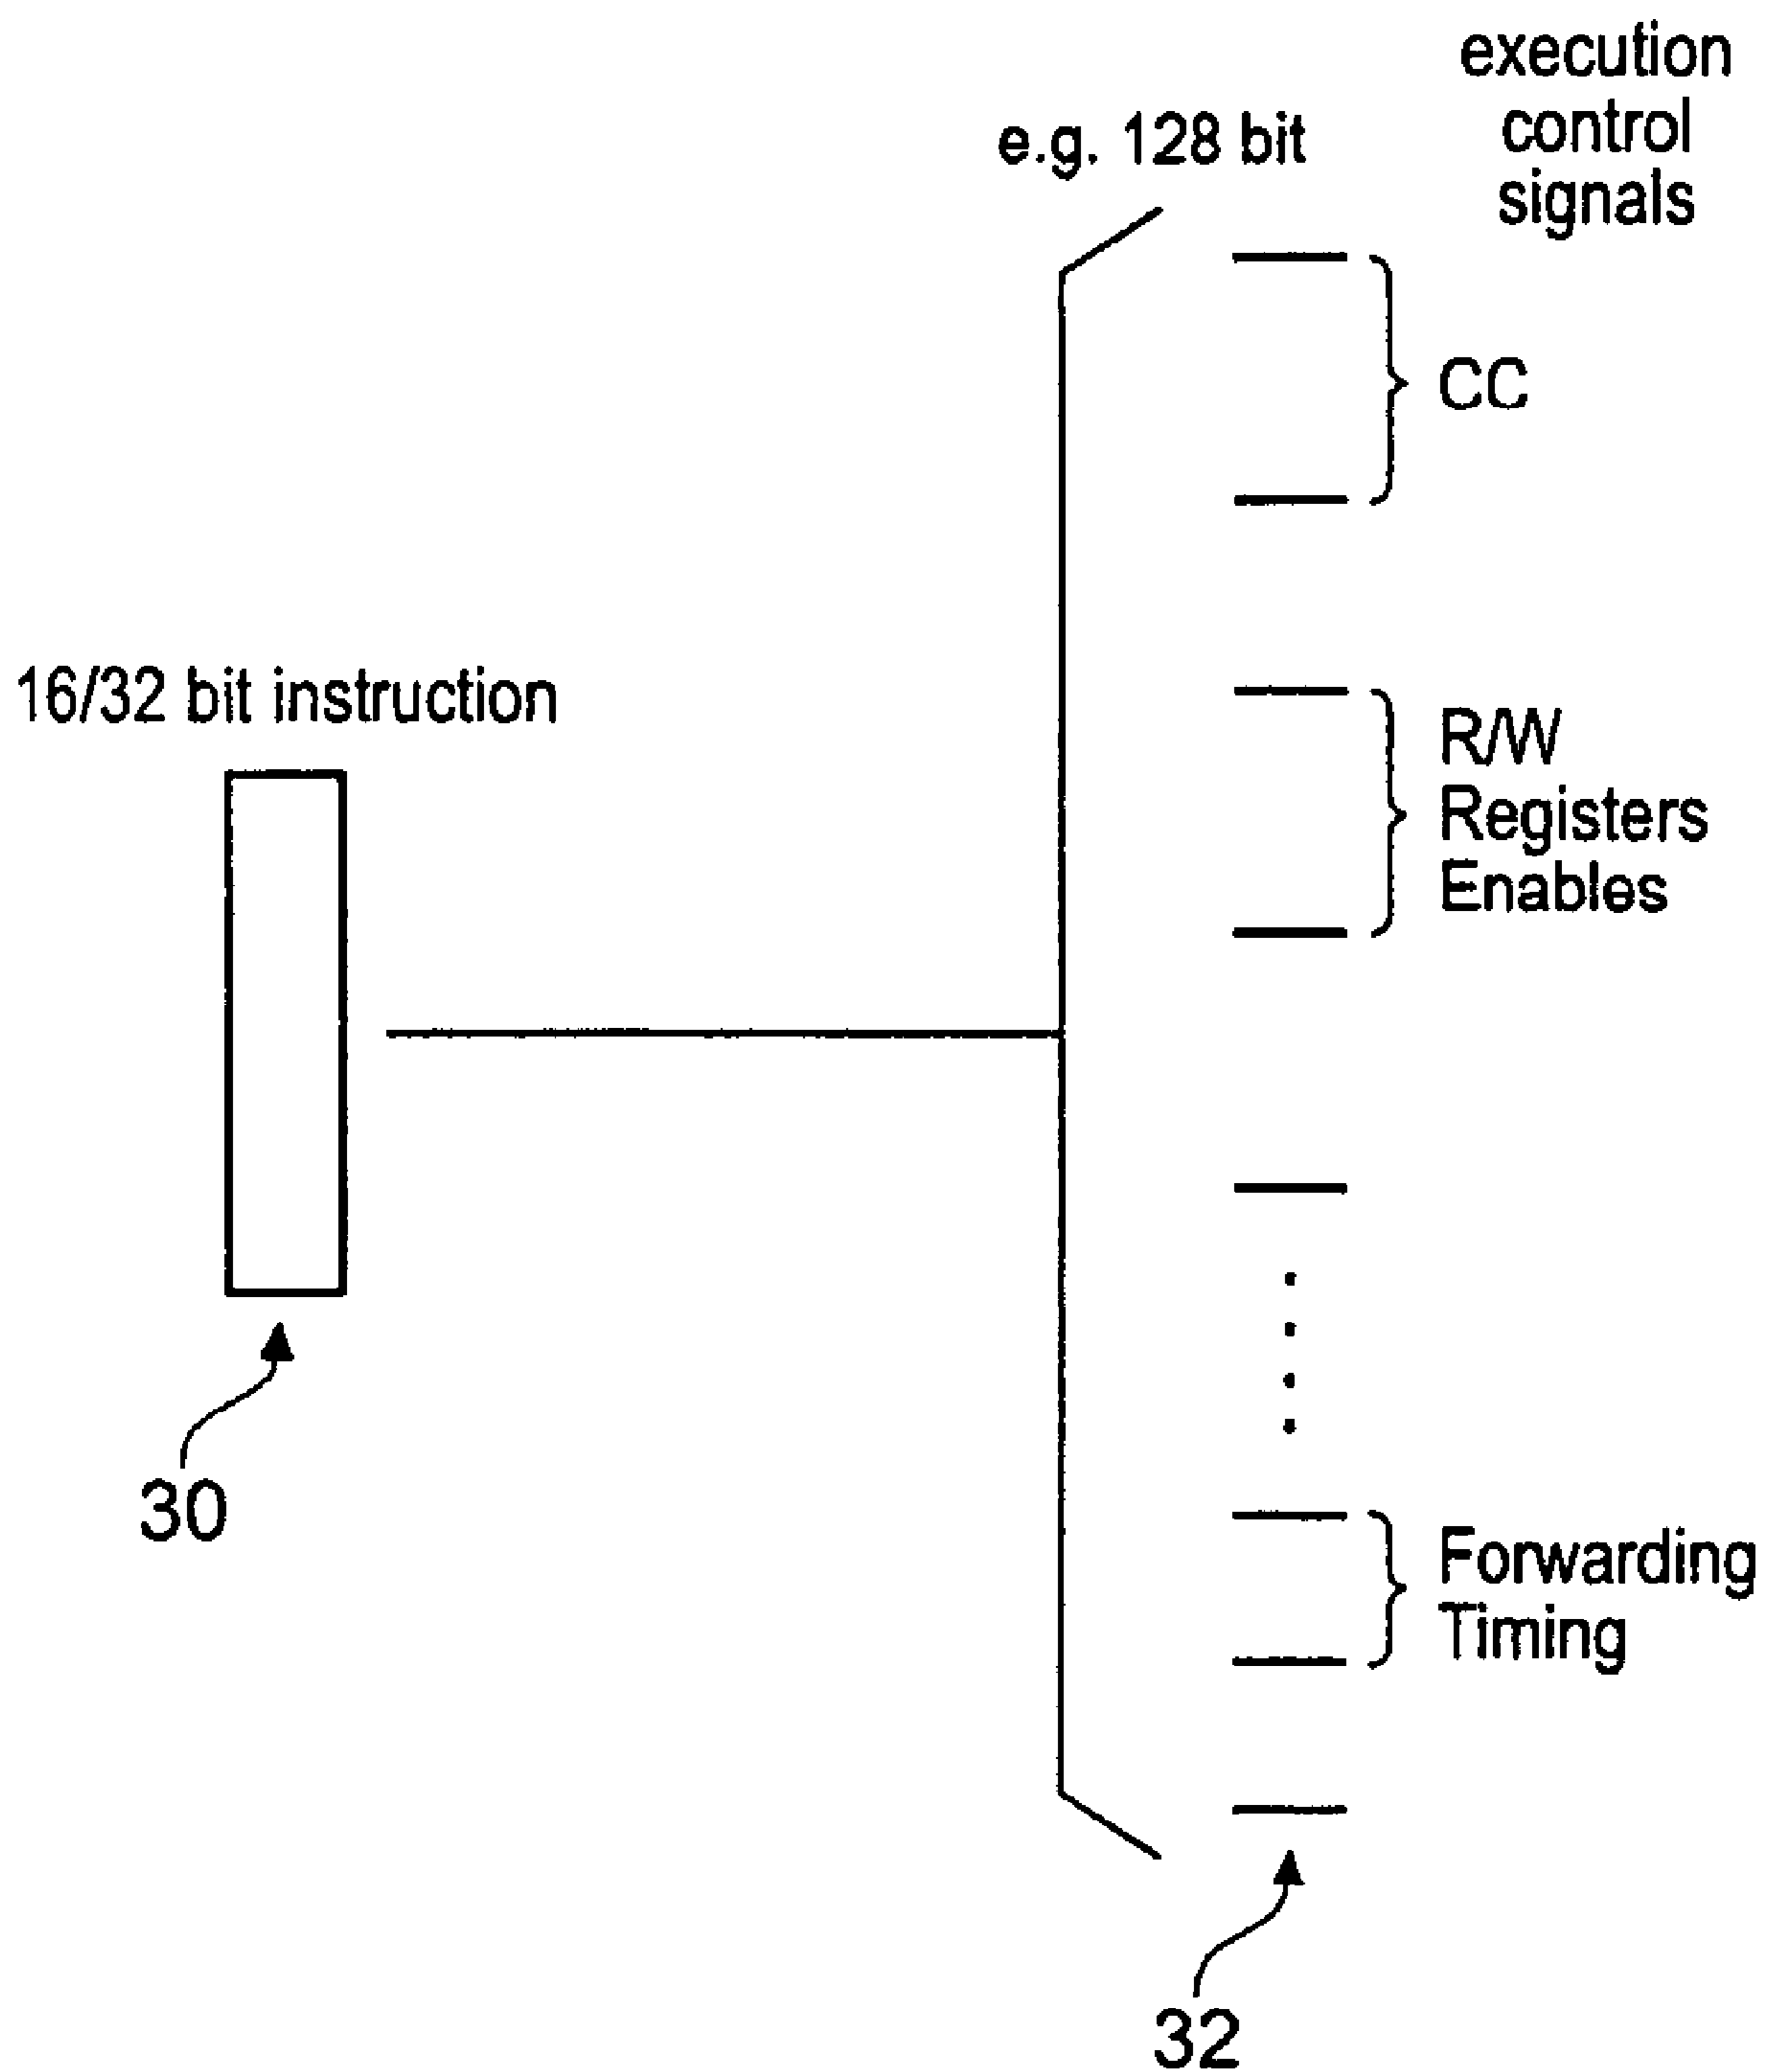 execution
control
signals
e.g. 128 bit
CC
16/32 bit instruction
R/W
Registers
Enables
30
Forwarding
Timing
32